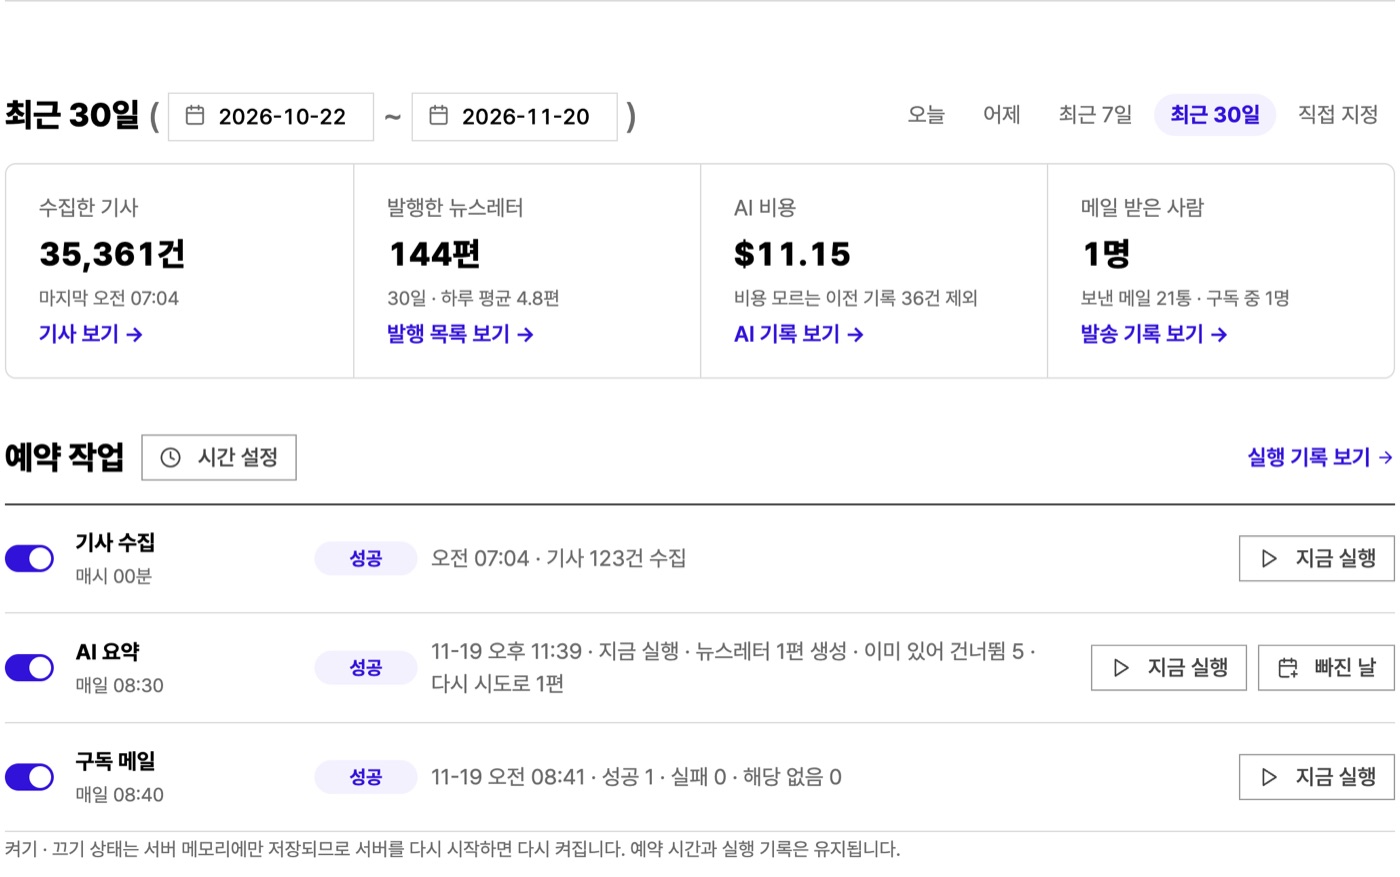 최근 30일 ( 2026-10-22 ~ 2026-11-20 )
오늘 어제 최근 7일 최근 30일 직접 지정
수집한 기사
35,361건
마지막 오전 07:04
기사 보기 →
발행한 뉴스레터
144편
30일 · 하루 평균 4.8편
발행 목록 보기 →
AI 비용
$11.15
비용 모르는 이전 기록 36건 제외
AI 기록 보기 →
메일 받은 사람
1명
보낸 메일 21통 · 구독 중 1명
발송 기록 보기 →
예약 작업 시간 설정
실행 기록 보기 →
기사 수집
매시 00분
성공 오전 07:04 · 기사 123건 수집
지금 실행
AI 요약
매일 08:30
성공 11-19 오후 11:39 · 지금 실행 · 뉴스레터 1편 생성 · 이미 있어 건너뜀 5 ·
다시 시도로 1편
지금 실행 빠진 날
구독 메일
매일 08:40
성공 11-19 오전 08:41 · 성공 1 · 실패 0 · 해당 없음 0
지금 실행
켜기 · 끄기 상태는 서버 메모리에만 저장되므로 서버를 다시 시작하면 다시 켜집니다. 예약 시간과 실행 기록은 유지됩니다.